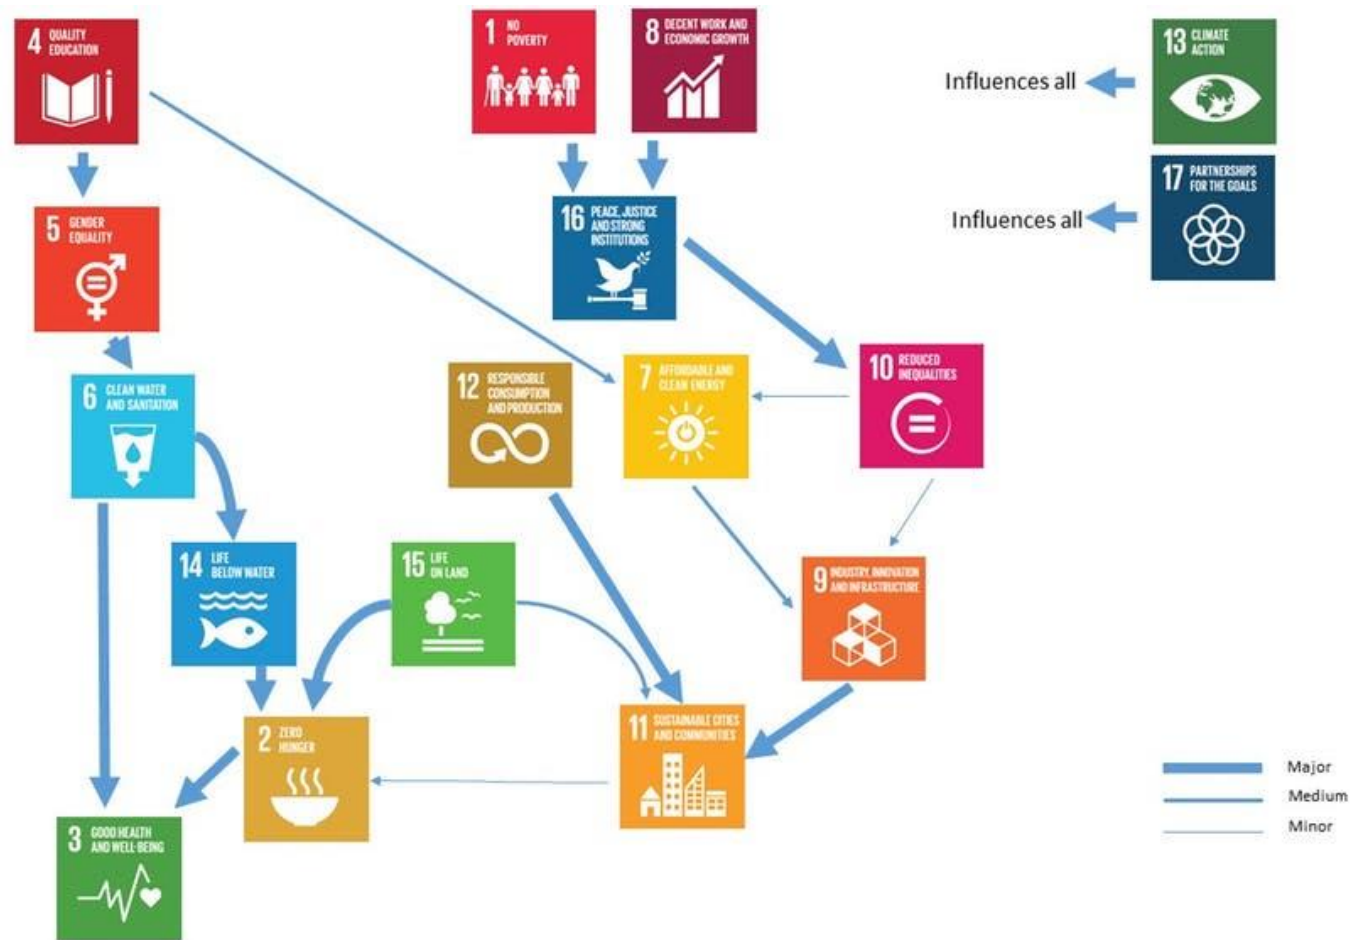 4 QUALITY
EDUCATION
1 NO
POVERTY
8 DECENT WORK AND
ECONOMIC GROWTH
13 CLIMATE
ACTION
Influences all
17 PARTNERSHIPS
FOR THE GOALS
Influences all
5 GENDER
EQUALITY
16 PEACE, JUSTICE
AND STRONG
INSTITUTIONS
6 CLEAN WATER
AND SANITATION
12 RESPONSIBLE
CONSUMPTION
AND PRODUCTION
7 AFFORDABLE AND
CLEAN ENERGY
10 REDUCED
INEQUALITIES
14 LIFE
BELOW WATER
15 LIFE
ON LAND
9 INDUSTRY, INNOVATION
AND INFRASTRUCTURE
2 ZERO
HUNGER
11 SUSTAINABLE CITIES
AND COMMUNITIES
3 GOOD HEALTH
AND WELL-BEING
Major
Medium
Minor